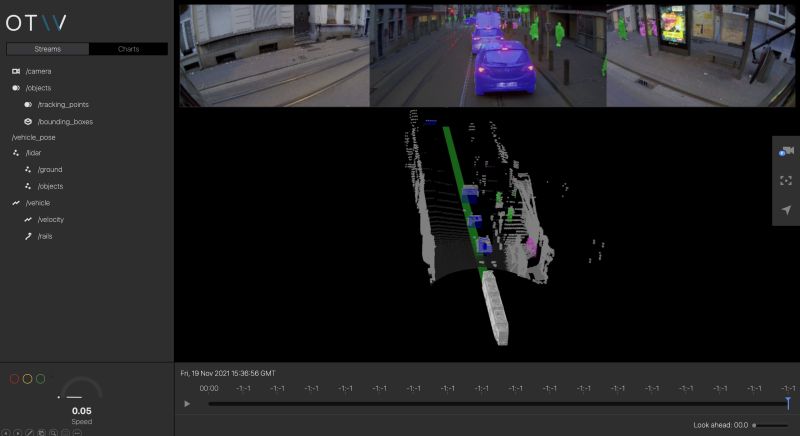 OTIV
Streams
Charts
/camera
/objects
/tracking_points
/bounding_boxes
/vehicle_pose
/lidar
/ground
/objects
/vehicle
/velocity
/rails
0.05
Speed
Fri, 19 Nov 2021 15:36:56 GMT
00:00 -1:-1 -1:-1 -1:-1 -1:-1 -1:-1 -1:-1 -1:-1 -1:-1 -1:-1 -1:-1 -1:-1 -1:-1 -1:-1 -1:-1 -1:-1 -1:-1 -1:-1
Look ahead: 00.0